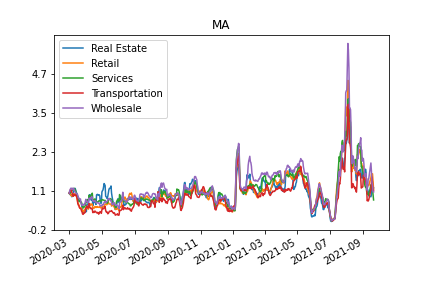 MA
Real Estate
Retail
Services
Transportation
Wholesale
4.7
3.5
2.3
1.1
-0.2
2020-03
2020-05
2020-07
2020-09
2020-11
2021-01
2021-03
2021-05
2021-07
2021-09